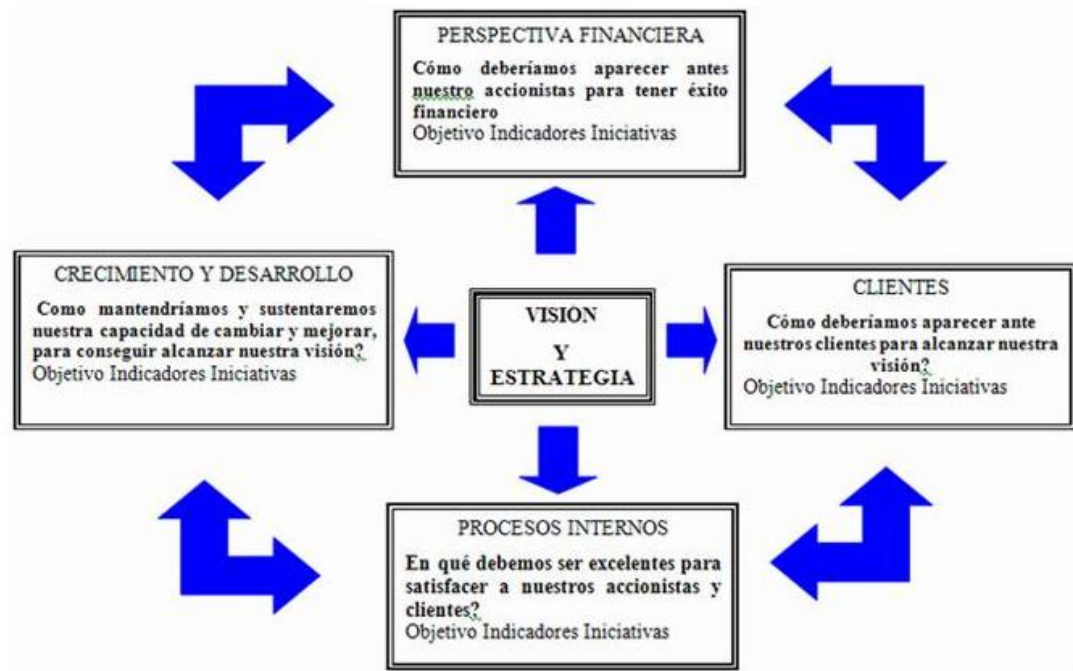 PERSPECTIVA FINANCIERA
Cómo deberíamos aparecer antes
nuestro accionistas para tener éxito
financiero
Objetivo Indicadores Iniciativas
CRECIMIENTO Y DESARROLLO
Como mantendríamos y sustentaremos
nuestra capacidad de cambiar y mejorar,
para conseguir alcanzar nuestra visión?
Objetivo Indicadores Iniciativas
VISIÓN
Y
ESTRATEGIA
CLIENTES
Cómo deberíamos aparecer ante
nuestros clientes para alcanzar nuestra
visión?
Objetivo Indicadores Iniciativas
PROCESOS INTERNOS
En qué debemos ser excelentes para
satisfacer a nuestros accionistas y
clientes?
Objetivo Indicadores Iniciativas